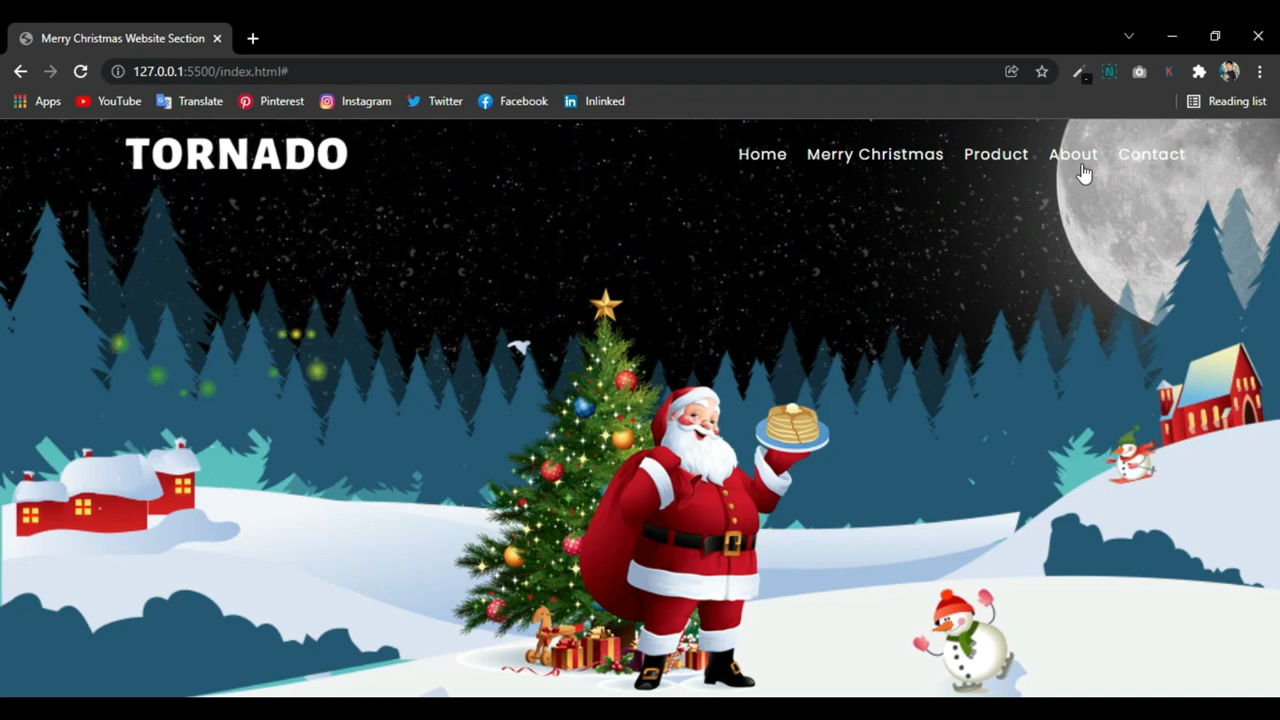 Merry Christmas Website Section
127.0.0.1:5500/index.html#
Apps YouTube Translate Pinterest Instagram Twitter Facebook Inlinked Reading list
TORNADO
Home Merry Christmas Product About Contact